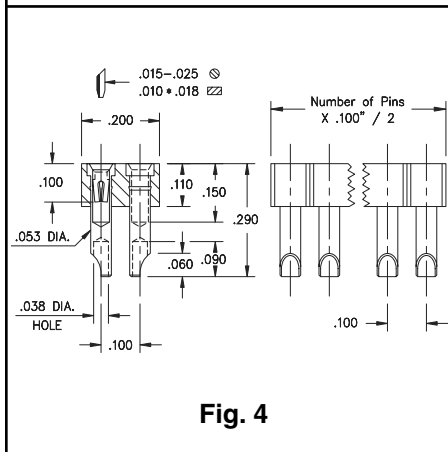 .015–.025
.010 * .018
.200
Number of Pins
X .100" / 2
.100
.110
.150
.290
.053 DIA.
.060
.090
.038 DIA.
HOLE
.100
.100
Fig. 4